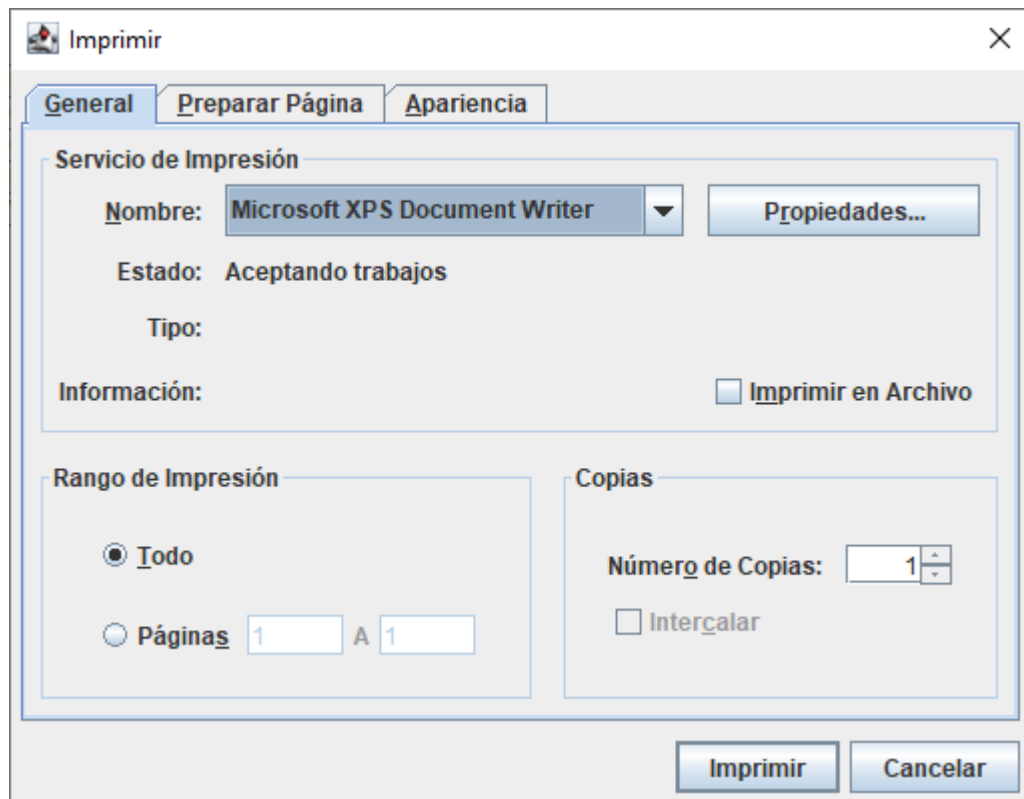 Imprimir
General Preparar Página Apariencia
Servicio de Impresión
Nombre: Microsoft XPS Document Writer Propiedades...
Estado: Aceptando trabajos
Tipo:
Información: Imprimir en Archivo
Rango de Impresión Copias
Todo
Número de Copias: 1
Páginas 1 A 1
Intercalar
Imprimir Cancelar